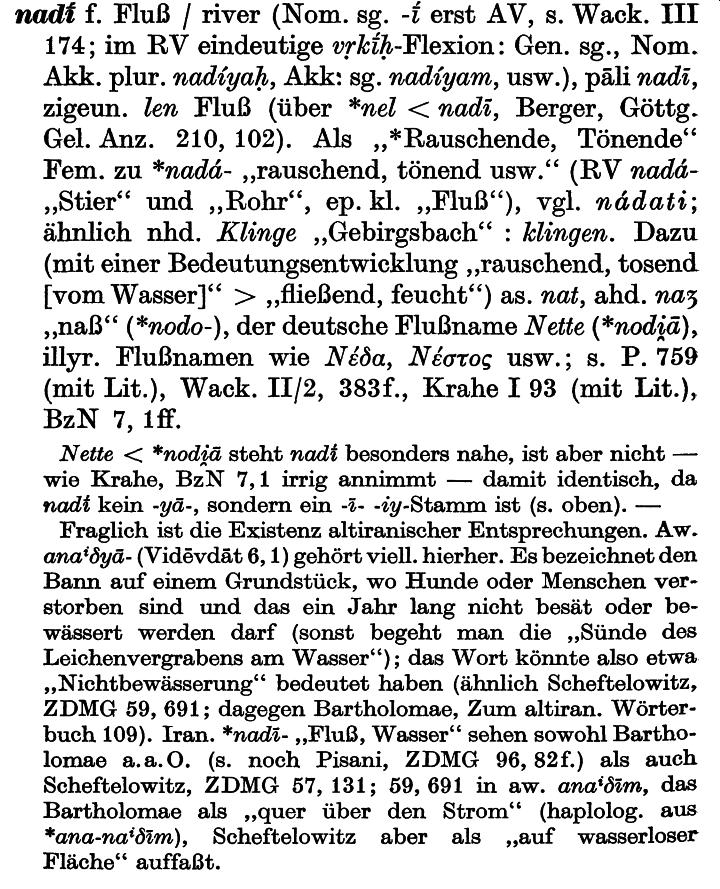 nadī́ f. Fluß / river (Nom. sg. -ī́ erst AV, s. Wack. III
174; im RV eindeutige vṛkī́ḥ-Flexion: Gen. sg., Nom.
Akk. plur. nadíyaḥ, Akk: sg. nadíyam, usw.), pāli nadī,
zigeun. len Fluß (über *nel < nadī, Berger, Göttg.
Gel. Anz. 210, 102). Als „*Rauschende, Tönende“
Fem. zu *nadá- „rauschend, tönend usw.“ (RV nadá-
„Stier“ und „Rohr“, ep. kl. „Fluß“), vgl. nádati;
ähnlich nhd. Klinge „Gebirgsbach“ : klingen. Dazu
(mit einer Bedeutungsentwicklung „rauschend, tosend
[vom Wasser]“ > „fließend, feucht“) as. nat, ahd. naʒ
„naß“ (*nodo-), der deutsche Flußname Nette (*nodi̯ā),
illyr. Flußnamen wie Νέδα, Νέστος usw.; s. P. 759
(mit Lit.), Wack. II/2, 383f., Krahe I 93 (mit Lit.),
BzN 7, 1ff.
Nette < *nodi̯ā steht nadī́ besonders nahe, ist aber nicht —
wie Krahe, BzN 7,1 irrig annimmt — damit identisch, da
nadī́ kein -yā-, sondern ein -ī- -iy-Stamm ist (s. oben). —
Fraglich ist die Existenz altiranischer Entsprechungen. Aw.
anaⁱδyā- (Vidēvdāt 6, 1) gehört viell. hierher. Es bezeichnet den
Bann auf einem Grundstück, wo Hunde oder Menschen ver-
storben sind und das ein Jahr lang nicht besät oder be-
wässert werden darf (sonst begeht man die „Sünde des
Leichenvergrabens am Wasser“); das Wort könnte also etwa
„Nichtbewässerung“ bedeutet haben (ähnlich Scheftelowitz,
ZDMG 59, 691; dagegen Bartholomae, Zum altiran. Wörter-
buch 109). Iran. *nadī- „Fluß, Wasser“ sehen sowohl Bartho-
lomae a.a.O. (s. noch Pisani, ZDMG 96, 82f.) als auch
Scheftelowitz, ZDMG 57, 131; 59, 691 in aw. anaⁱδīm, das
Bartholomae als „quer über den Strom“ (haplolog. aus
*ana-naⁱδīm), Scheftelowitz aber als „auf wasserloser
Fläche“ auffaßt.